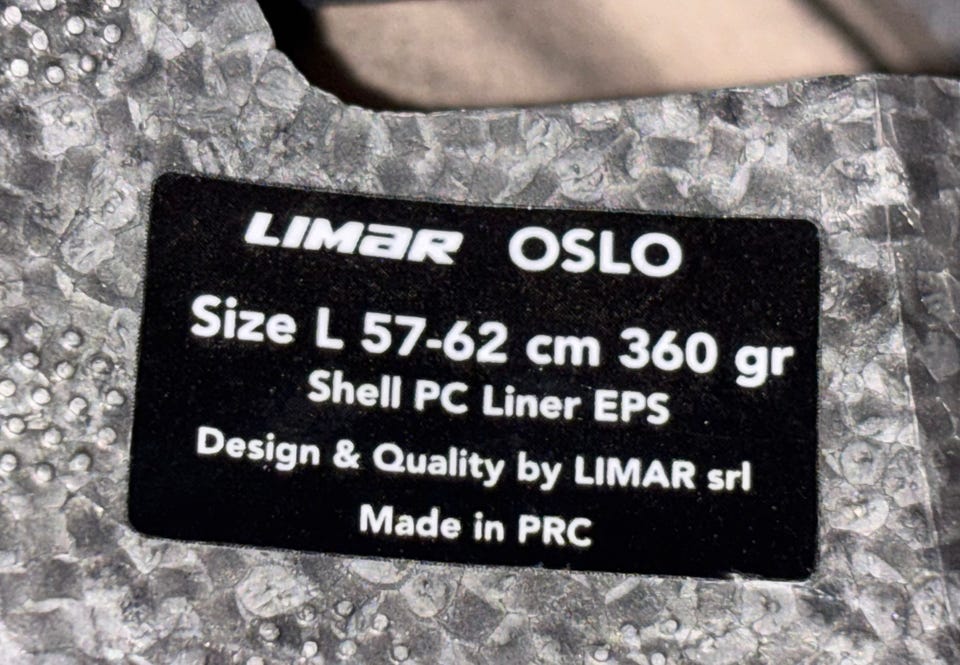 LIMAR OSLO
Size L 57-62 cm 360 gr
Shell PC Liner EPS
Design & Quality by LIMAR srl
Made in PRC